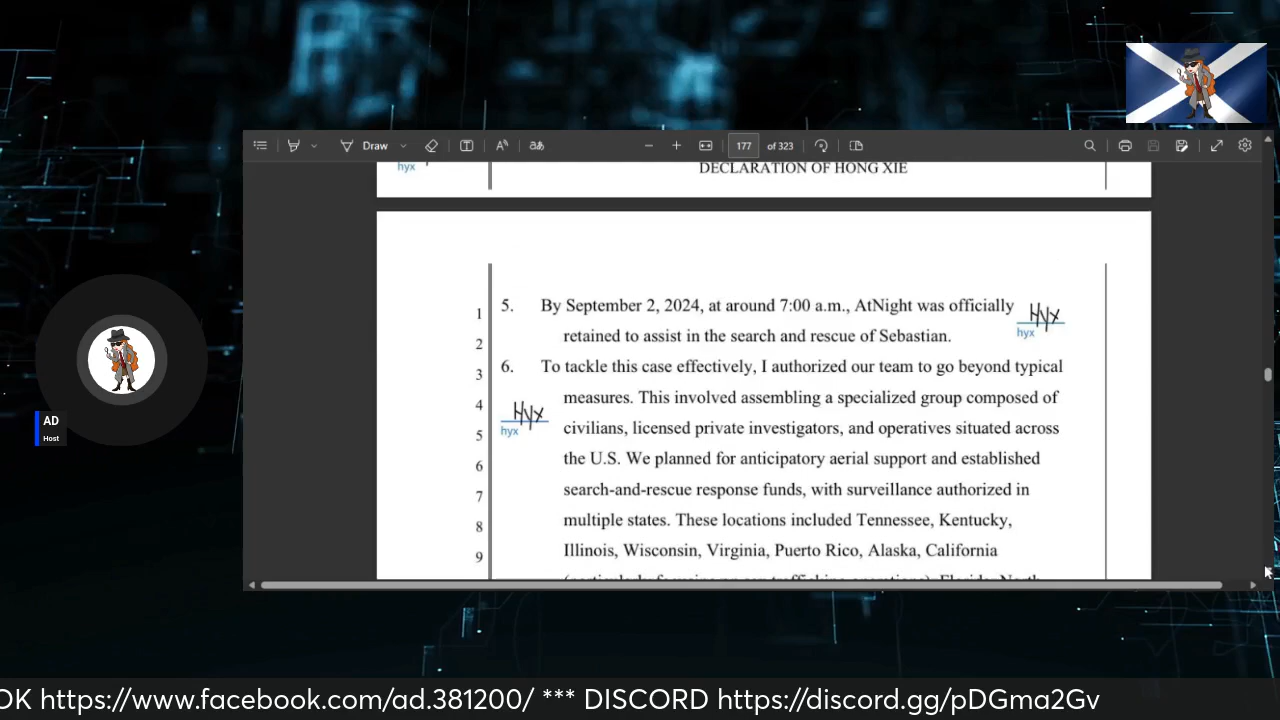 Draw
177 of 323
hyx
DECLARATION OF HONG XIE
1 5. By September 2, 2024, at around 7:00 a.m., AtNight was officially
Hyx
hyx
2 retained to assist in the search and rescue of Sebastian.
3 6. To tackle this case effectively, I authorized our team to go beyond typical
4 measures. This involved assembling a specialized group composed of
Hyx
hyx
5 civilians, licensed private investigators, and operatives situated across
6 the U.S. We planned for anticipatory aerial support and established
7 search-and-rescue response funds, with surveillance authorized in
8 multiple states. These locations included Tennessee, Kentucky,
9 Illinois, Wisconsin, Virginia, Puerto Rico, Alaska, California
AD
Host
OK https://www.facebook.com/ad.381200/ *** DISCORD https://discord.gg/pDGma2Gv